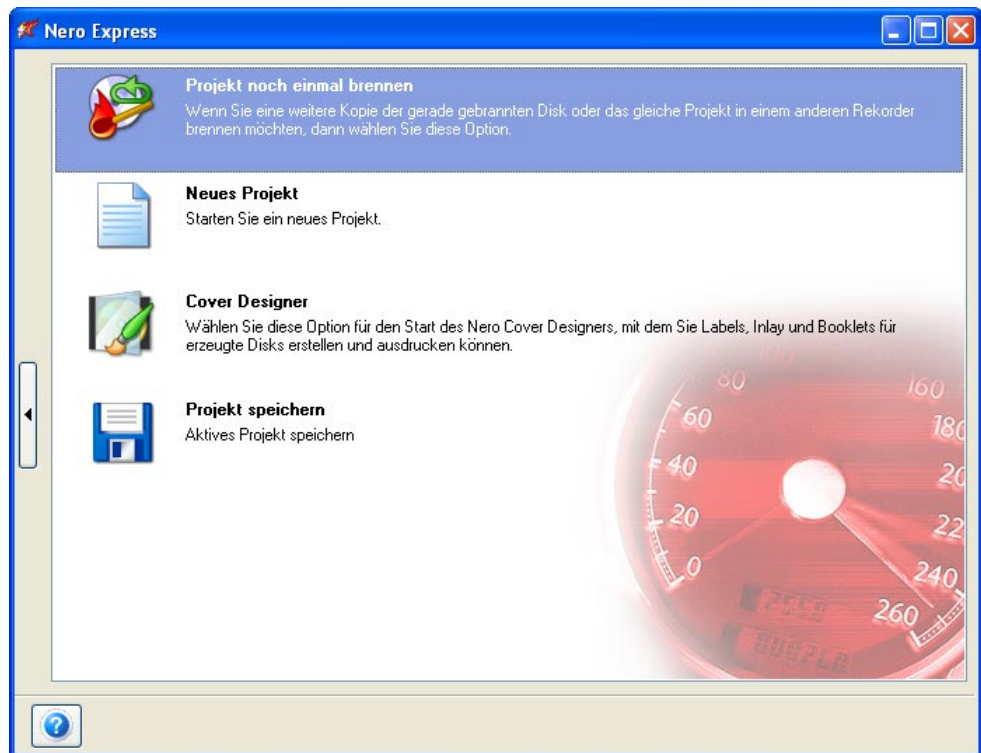 Nero Express
Projekt noch einmal brennen
Wenn Sie eine weitere Kopie der gerade gebrannten Disk oder das gleiche Projekt in einem anderen Rekorder
brennen möchten, dann wählen Sie diese Option.
Neues Projekt
Starten Sie ein neues Projekt.
Cover Designer
Wählen Sie diese Option für den Start des Nero Cover Designers, mit dem Sie Labels, Inlay und Booklets für
erzeugte Disks erstellen und ausdrucken können.
Projekt speichern
Aktives Projekt speichern
0
20
40
60
80
160
180
20
22
240
260